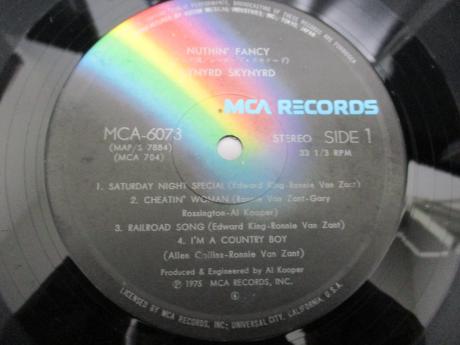 NUTHIN' FANCY
YNYRD SKYNYRD
MCA RECORDS
MCA-6073
(MAP/S 7884)
(MCA 704)
STEREO SIDE 1
33 1/3 RPM
1. SATURDAY NIGHT SPECIAL (Edward King-Ronnie Van Zant)
2. CHEATIN' WOMAN (Ronnie Van Zant-Gary
Rossington-Al Kooper)
3. RAILROAD SONG (Edward King-Ronnie Van Zant)
4. I'M A COUNTRY BOY
(Allen Collins-Ronnie Van Zant)
Produced & Engineered by Al Kooper
Ⓟ 1975 MCA RECORDS, INC.
LICENSED BY MCA RECORDS, INC., UNIVERSAL CITY, CALIFORNIA, U.S.A.